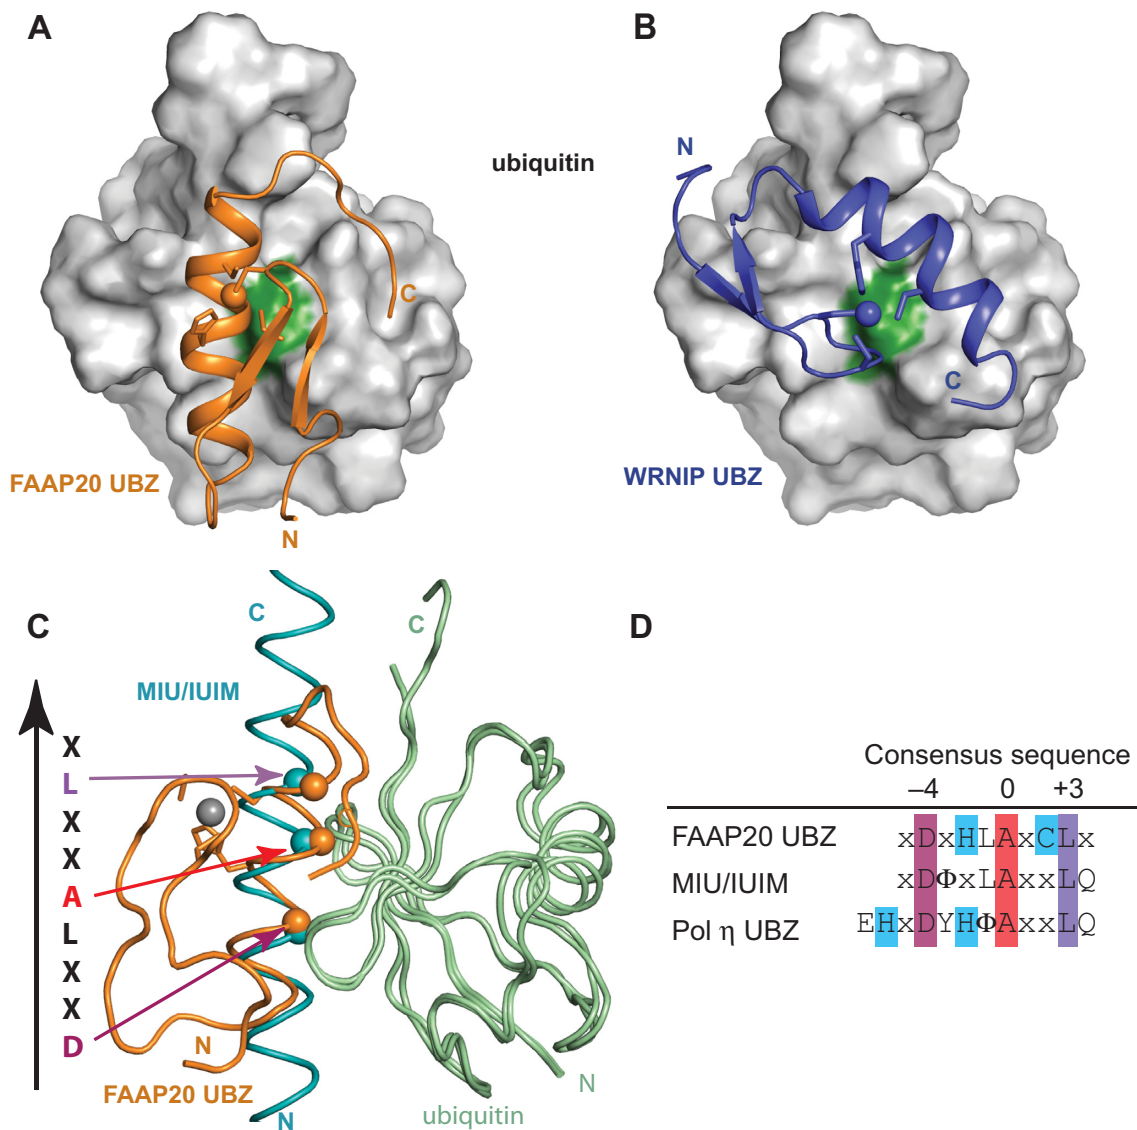 A
B
ubiquitin
N
C
C
FAAP20 UBZ
N
WRNIP UBZ
C
D
C
C
MIU/IUIM
X
L
X
X
A
L
X
X
D
N
FAAP20 UBZ
N
ubiquitin
N
Consensus sequence
–4 0 +3
FAAP20 UBZ xDxHLAxCLx
MIU/IUIM xDΦxLAxxLQ
Pol η UBZ EHxDYHΦAxxLQ